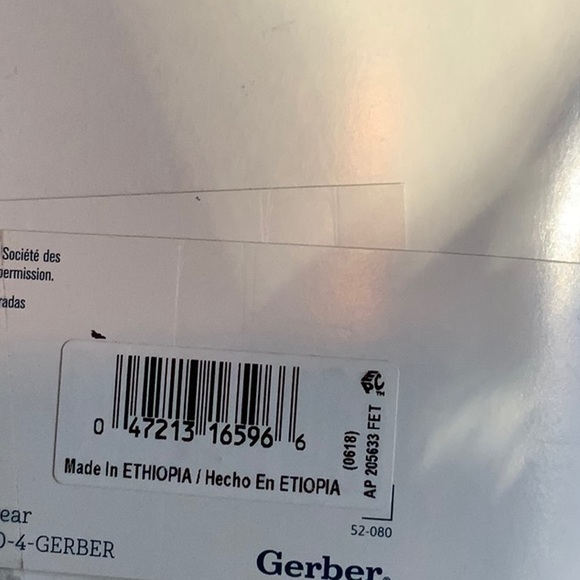 Société des
permission.
radas
0 47213 16596 6
Made In ETHIOPIA / Hecho En ETIOPIA
(0618)
AP 205633 FET
52-080
ear
0-4-GERBER
Gerber®